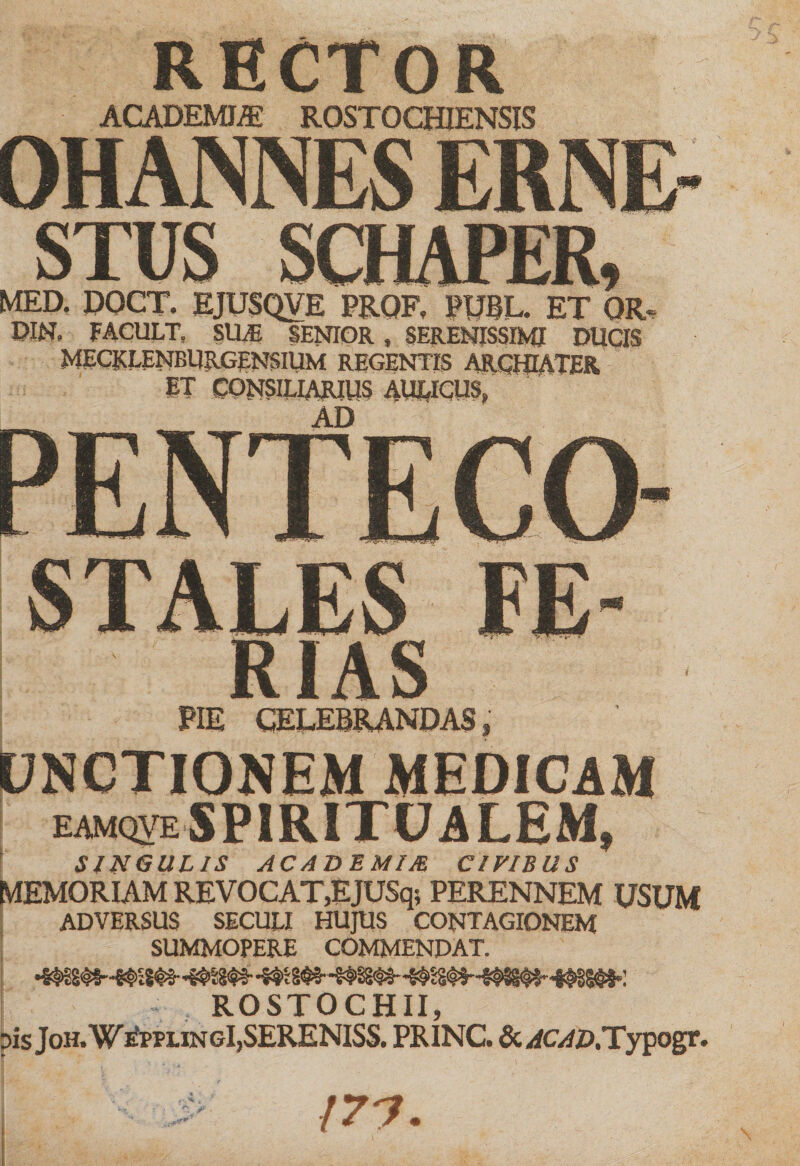 55
RECTOR
ACADEMIÆ ROSTOCHIENSIS
OHANNES ERNE-
STUS SCHAPER,
MED. DOCT. EJUSQVE PROF. PUBL. ET OR-
DIN. FACULT. SUÆ SENIOR, SERENISSIMI DUCIS
MECKLENBURGENSIUM REGENTIS ARCHIATER
ET CONSILIARIUS AULICUS,
AD
PENTECO-
STALES FE-
RIAS
PIE CELEBRANDAS,
UNCTIONEM MEDICAM
EAMQVE SPIRITUALEM,
SINGULIS ACADEMIÆ CIVIBUS
MEMORIAM REVOCAT,EJUSq; PERENNEM USUM
ADVERSUS SECULI HUJUS CONTAGIONEM
SUMMOPERE COMMENDAT.
ROSTOCHII,
pis JOH. WEPPLINGI,SERENISS. PRINC. & ACAD.Typogr.
177.